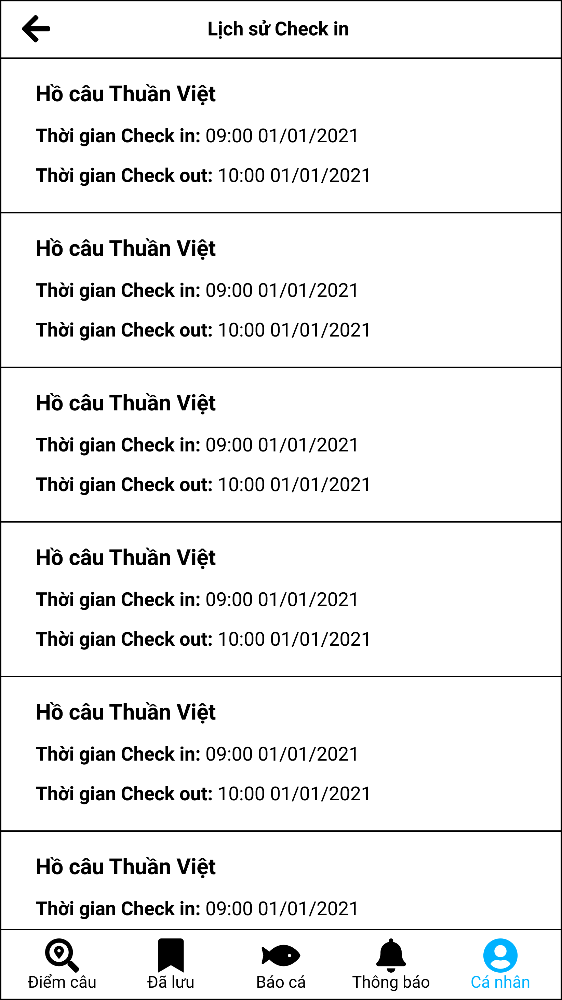 Lịch sử Check in
Hồ câu Thuần Việt
Thời gian Check in: 09:00 01/01/2021
Thời gian Check out: 10:00 01/01/2021
Hồ câu Thuần Việt
Thời gian Check in: 09:00 01/01/2021
Thời gian Check out: 10:00 01/01/2021
Hồ câu Thuần Việt
Thời gian Check in: 09:00 01/01/2021
Thời gian Check out: 10:00 01/01/2021
Hồ câu Thuần Việt
Thời gian Check in: 09:00 01/01/2021
Thời gian Check out: 10:00 01/01/2021
Hồ câu Thuần Việt
Thời gian Check in: 09:00 01/01/2021
Thời gian Check out: 10:00 01/01/2021
Hồ câu Thuần Việt
Thời gian Check in: 09:00 01/01/2021
Điểm câu Đã lưu Báo cá Thông báo Cá nhân